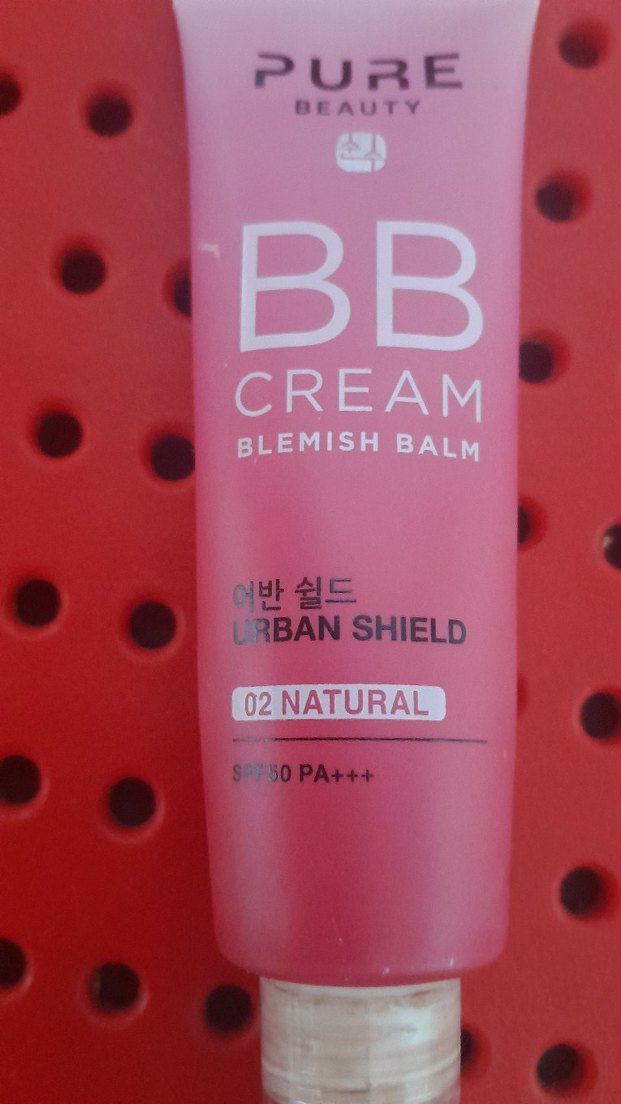 PURE
BEAUTY
BB
CREAM
BLEMISH BALM
어반 쉴드
URBAN SHIELD
02 NATURAL
SPF50 PA+++